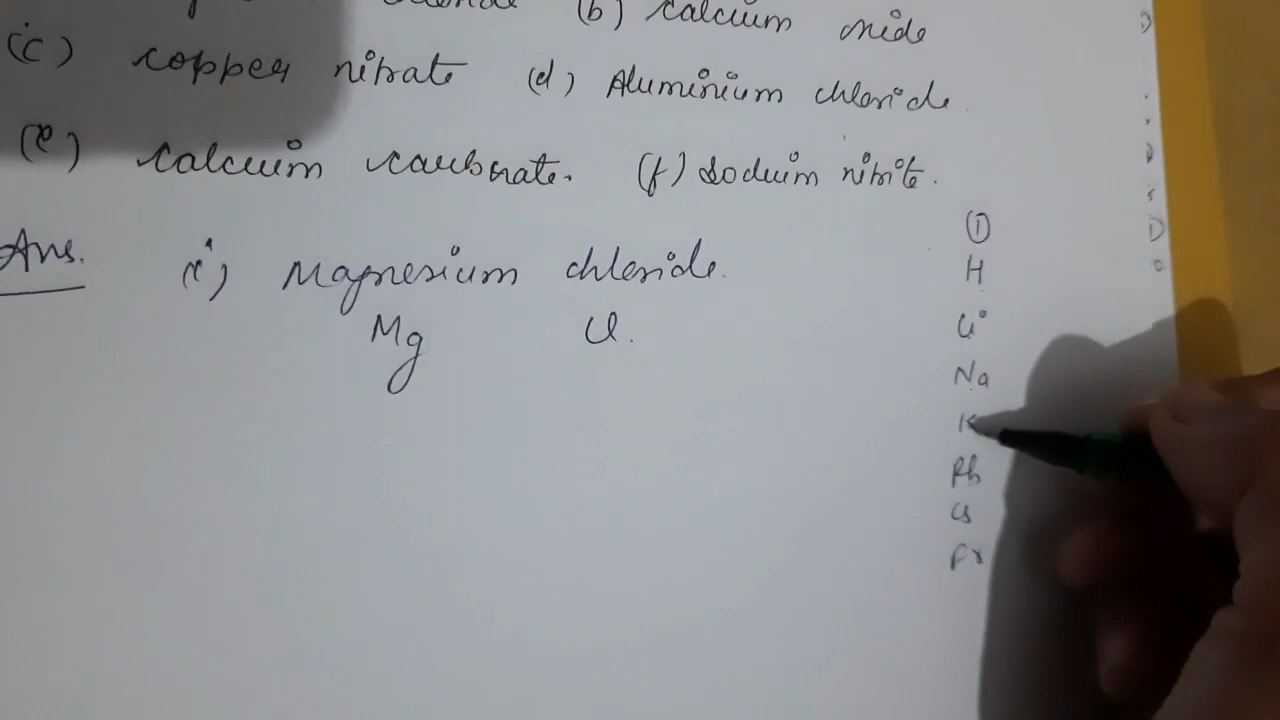 (b) calcium oxide
(c) copper nitrate (d) Aluminium chloride
(e) calcium carbonate. (f) sodium nitrite.
Ans. (i) Magnesium chloride.
Mg Cl.
①
H
Li
Na
K
Rb
Cs
Fr